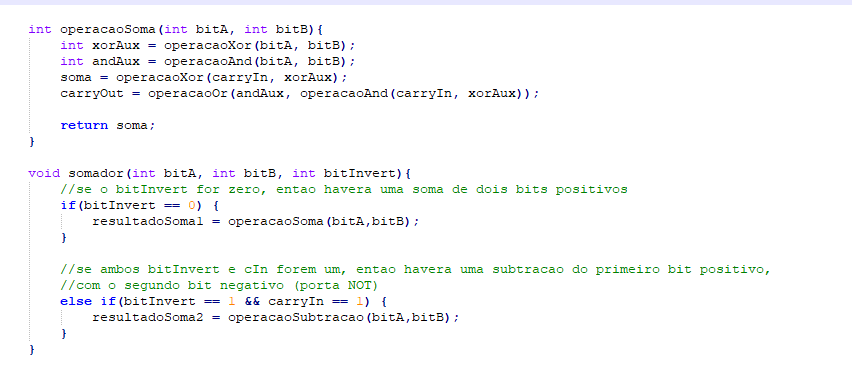 int operacaoSoma(int bitA, int bitB){
int xorAux = operacaoXor(bitA, bitB);
int andAux = operacaoAnd(bitA, bitB);
soma = operacaoXor(carryIn, xorAux);
carryOut = operacaoOr(andAux, operacaoAnd(carryIn, xorAux));
return soma;
}
void somador(int bitA, int bitB, int bitInvert){
//se o bitInvert for zero, entao havera uma soma de dois bits positivos
if(bitInvert == 0) {
resultadoSoma1 = operacaoSoma(bitA,bitB);
}
//se ambos bitInvert e cIn forem um, entao havera uma subtracao do primeiro bit positivo,
//com o segundo bit negativo (porta NOT)
else if(bitInvert == 1 && carryIn == 1) {
resultadoSoma2 = operacaoSubtracao(bitA,bitB);
}
}